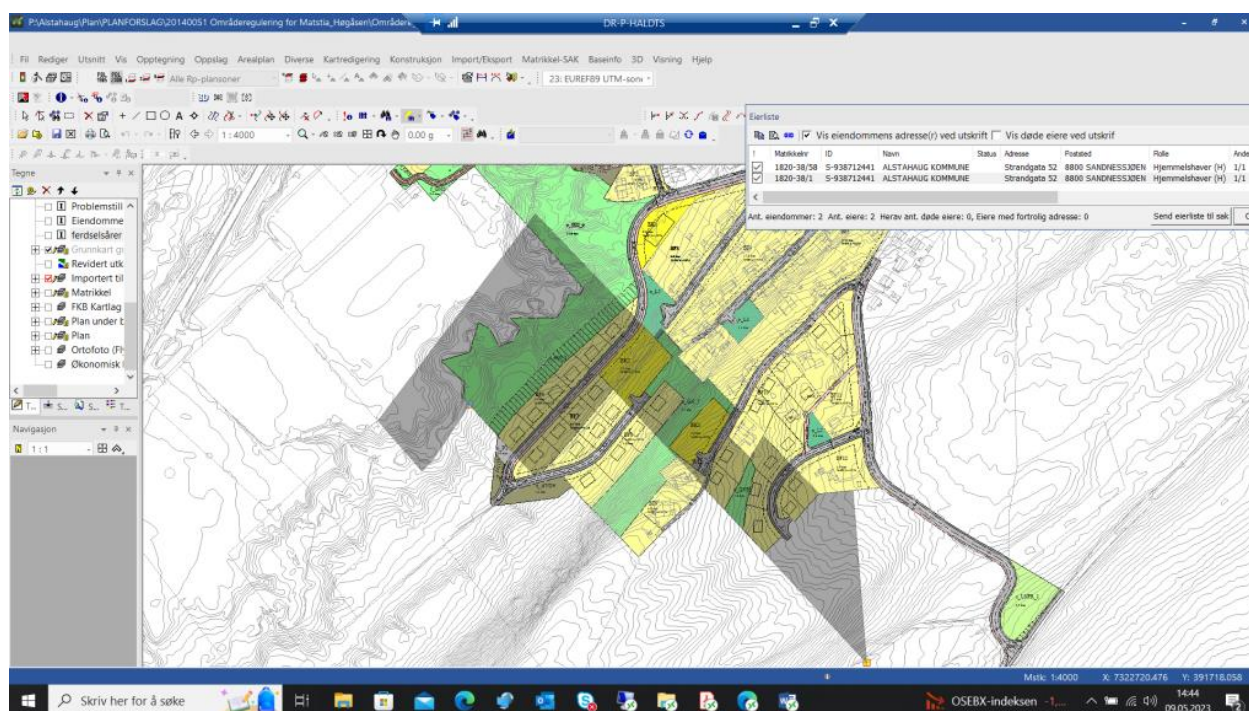 P:\Alstahaug\Plan\PLANFORSLAG\20140051 Områderegulering for Matstia_Høgåsen\Områdere
DR-P-HALDTS
Fil Rediger Utsnitt Vis Opptegning Oppslag Arealplan Diverse Kartredigering Konstruksjon Import/Eksport Matrikkel-SAK Baseinfo 3D Visning Hjelp
Alle Rp-plansoner
23: EUREF89 UTM-son
1:4000
0.00 g
Eierliste
Vis eiendommens adresse(r) ved utskrift
Vis døde eiere ved utskrif
! Matrikkelnr ID Navn Status Adresse Poststed Rolle Ande
1820-38/58 S-938712441 ALSTAHAUG KOMMUNE Strandgata 52 8800 SANDNESSJØEN Hjemmelshaver (H) 1/1
1820-38/1 S-938712441 ALSTAHAUG KOMMUNE Strandgata 52 8800 SANDNESSJØEN Hjemmelshaver (H) 1/1
Ant. eiendommer: 2 Ant. eiere: 2 Herav ant. døde eiere: 0, Eiere med fortrolig adresse: 0
Send eierliste til sak
Tegne
Problemstill
Eiendomme
ferdselsårer
Grunnkart g
Revidert utk
Importert til
Matrikkel
FKB Kartlag
Plan under b
Plan
Ortofoto (Fl
Økonomisk
T... S... S... T...
Navigasjon
1:1
Mstk: 1:4000 X: 7322720.476 Y: 391718.058
Skriv her for å søke
OSEBX-indeksen -1,...
14:44
09.05.2023